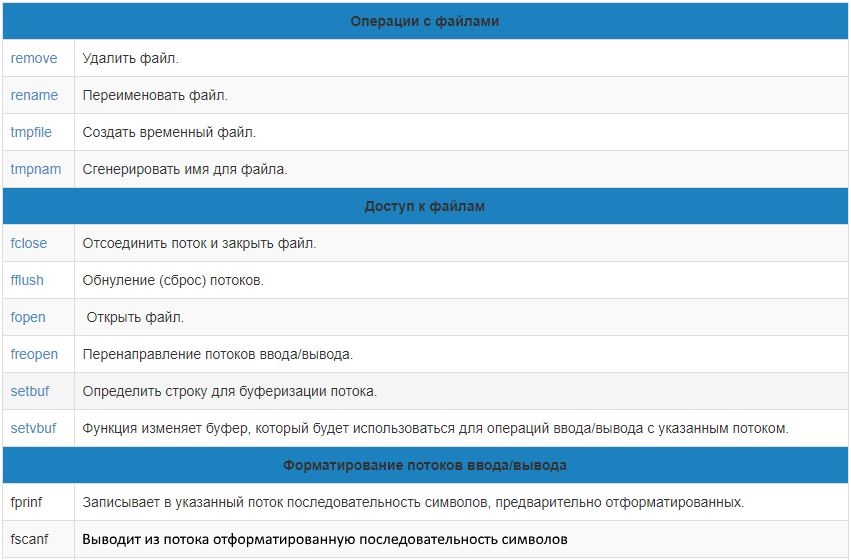 Операции с файлами
remove Удалить файл.
rename Переименовать файл.
tmpfile Создать временный файл.
tmpnam Сгенерировать имя для файла.
Доступ к файлам
fclose Отсоединить поток и закрыть файл.
fflush Обнуление (сброс) потоков.
fopen Открыть файл.
freopen Перенаправление потоков ввода/вывода.
setbuf Определить строку для буферизации потока.
setvbuf Функция изменяет буфер, который будет использоваться для операций ввода/вывода с указанным потоком.
Форматирование потоков ввода/вывода
fprinf Записывает в указанный поток последовательность символов, предварительно отформатированных.
fscanf Выводит из потока отформатированную последовательность символов